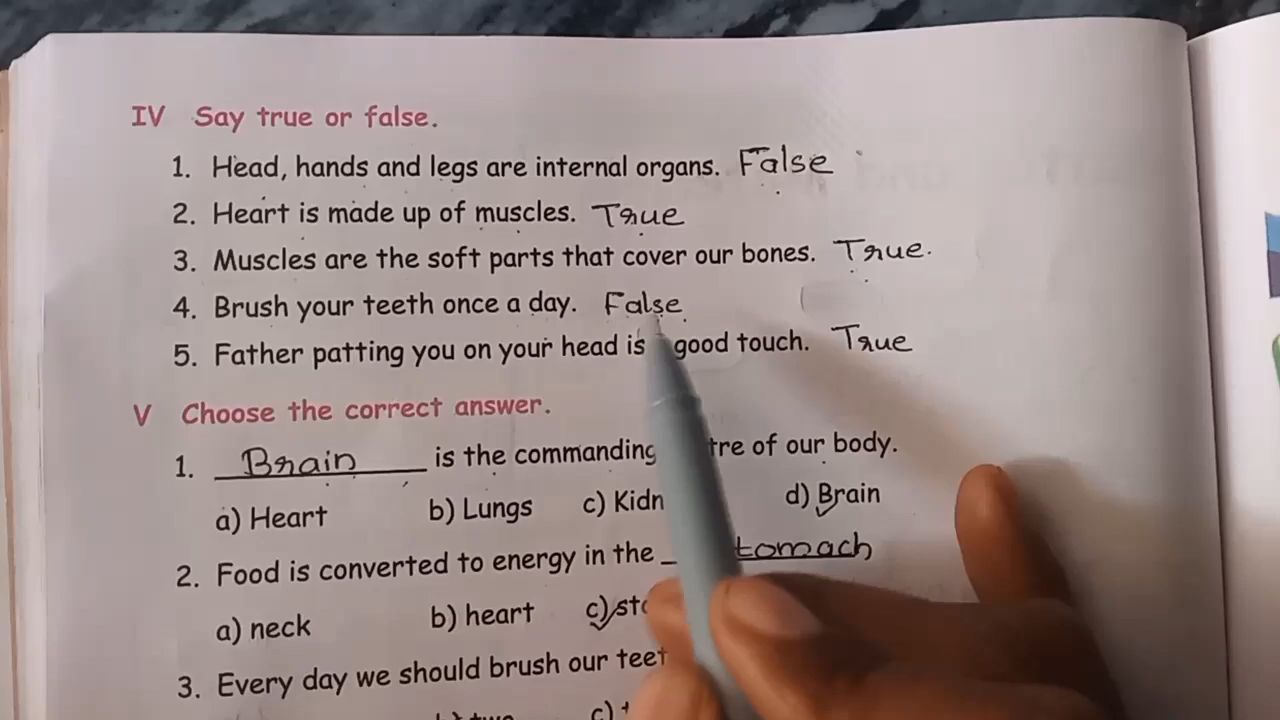 IV Say true or false.
1. Head, hands and legs are internal organs. False
2. Heart is made up of muscles. True
3. Muscles are the soft parts that cover our bones. True.
4. Brush your teeth once a day. False
5. Father patting you on your head is good touch. True
V Choose the correct answer.
1. Brain is the commanding tre of our body.
a) Heart b) Lungs c) Kidn d) Brain
2. Food is converted to energy in the tomach
a) neck b) heart c) sto
3. Every day we should brush our teet
b) two c)